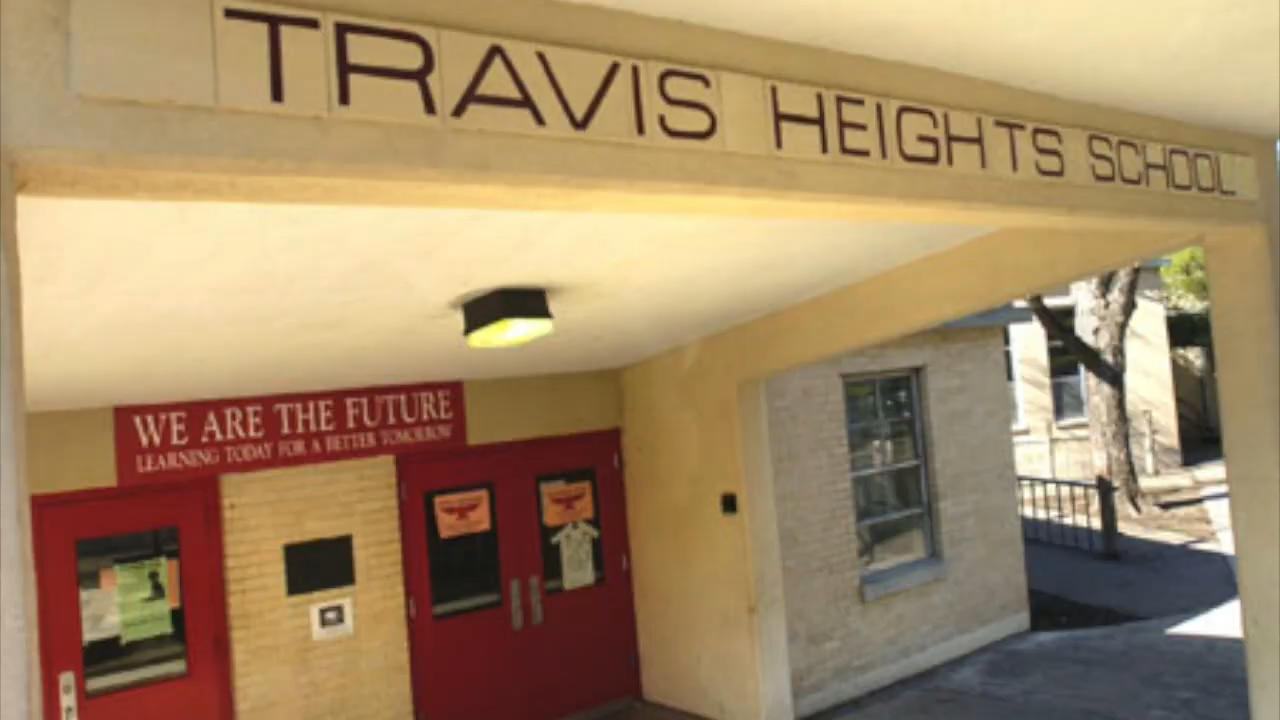 TRAVIS HEIGHTS SCHOOL
WE ARE THE FUTURE
LEARNING TODAY FOR A BETTER TOMORROW